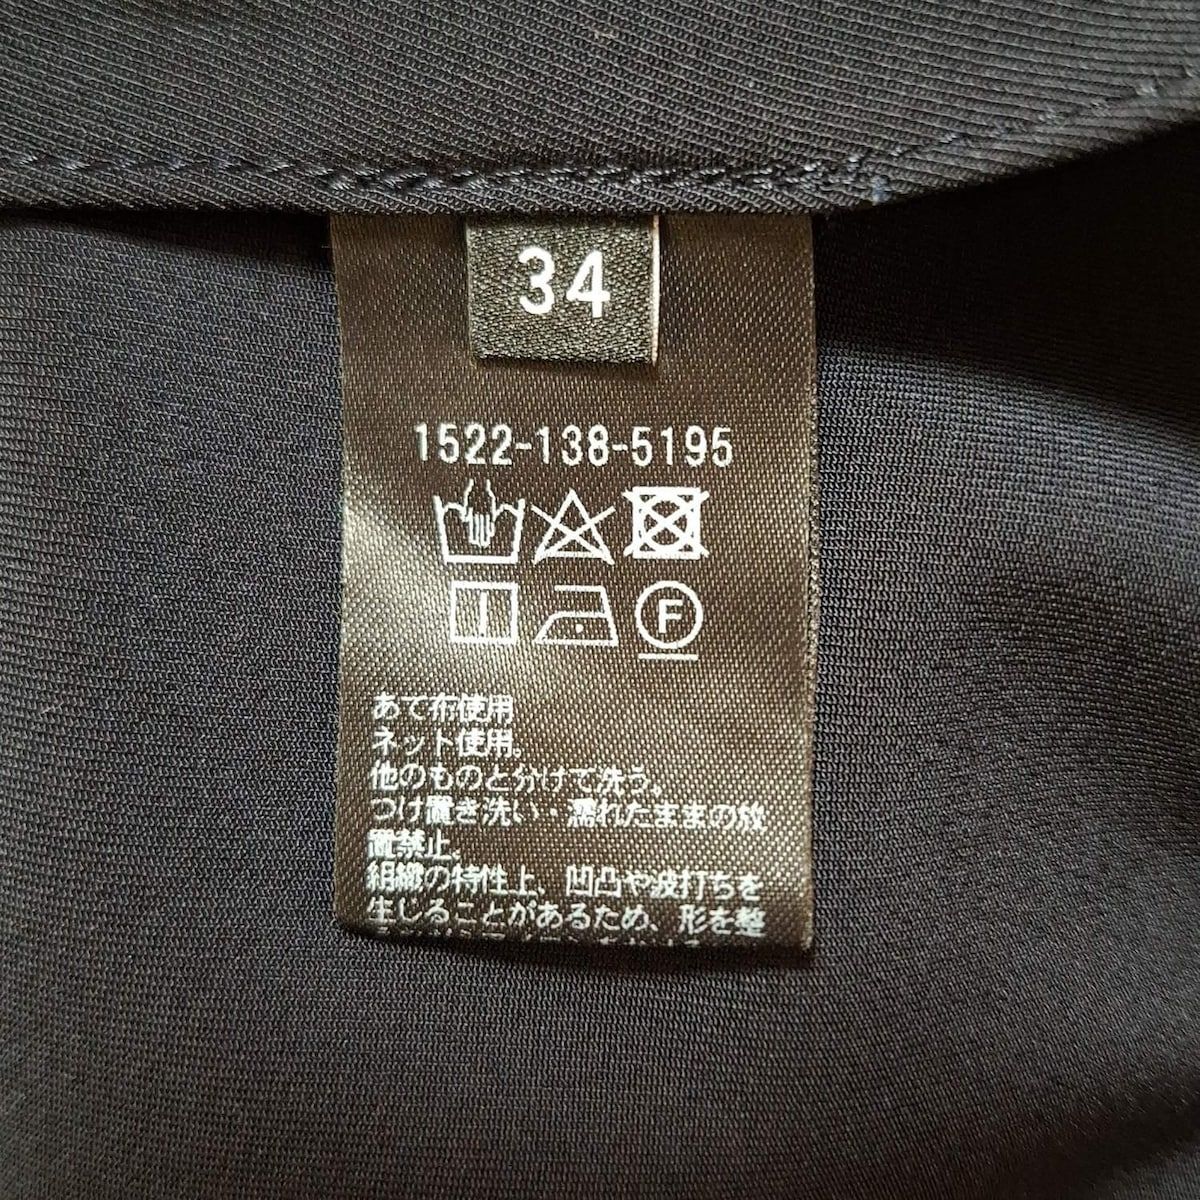 34
1522-138-5195
F
あて布使用
ネット使用。
他のものと分けて洗う。
つけ置き洗い・濡れたままの放
置禁止。
組織の特性上、凹凸や波打ちを
生じることがあるため、形を整